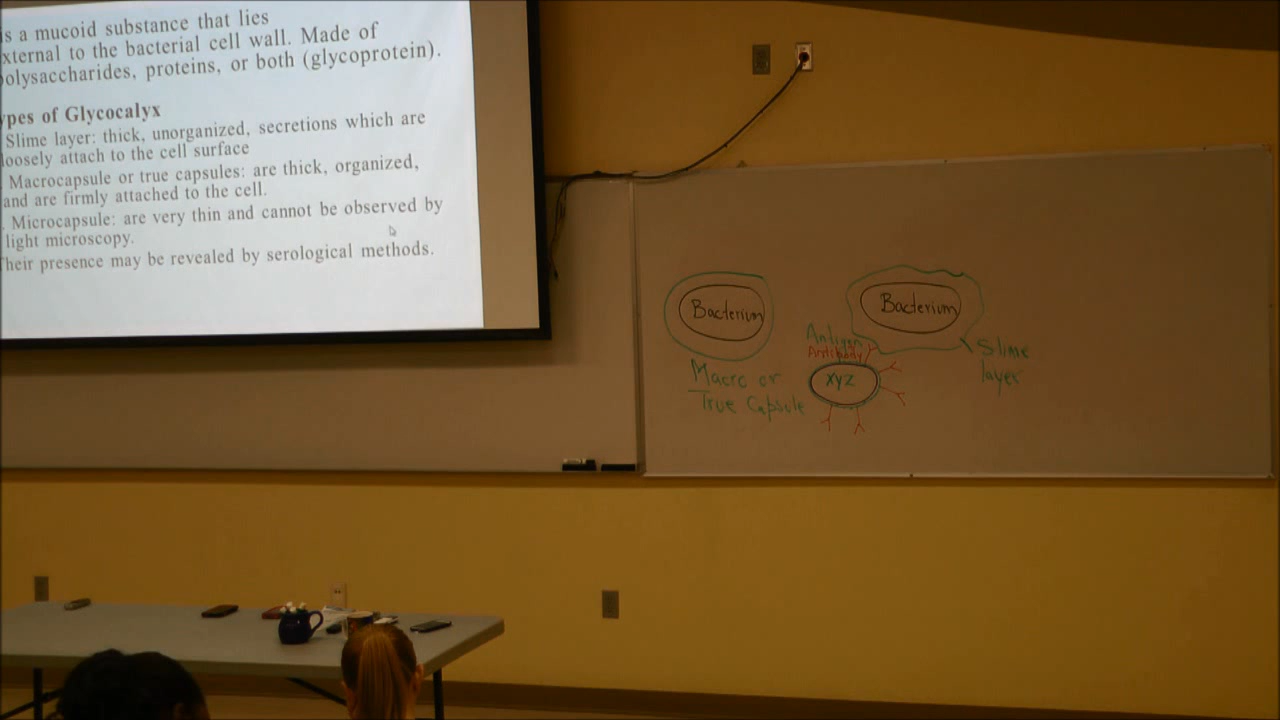 is a mucoid substance that lies
xternal to the bacterial cell wall. Made of
polysaccharides, proteins, or both (glycoprotein).
ypes of Glycocalyx
Slime layer: thick, unorganized, secretions which are
loosely attach to the cell surface
. Macrocapsule or true capsules: are thick, organized,
and are firmly attached to the cell.
. Microcapsule: are very thin and cannot be observed by
light microscopy.
Their presence may be revealed by serological methods.
Bacterium
Macro or
True Capsule
Bacterium
Slime
layer
Antigen
Antibody
xyz